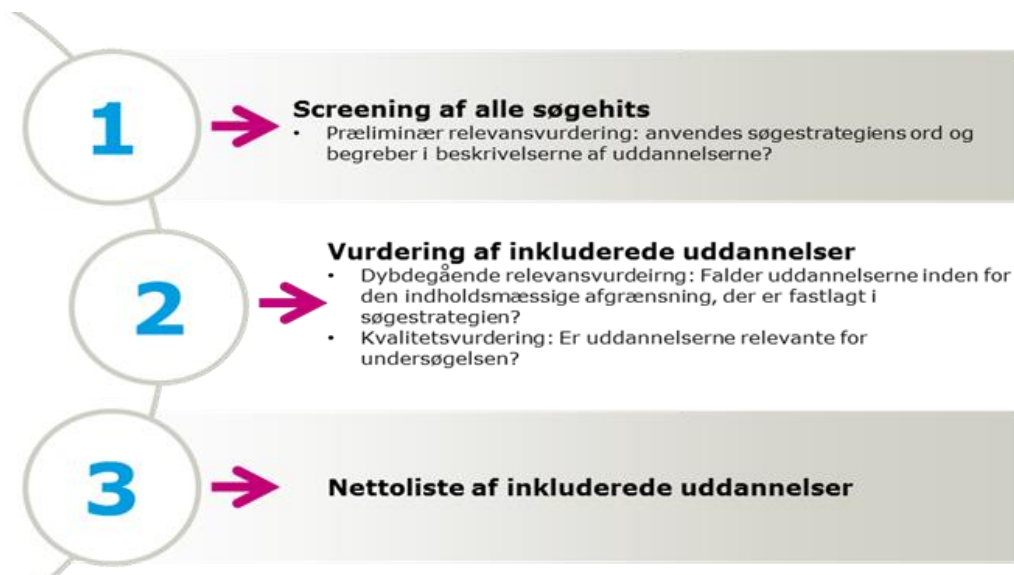 1
Screening af alle søgehits
• Præliminær relevansvurdering: anvendes søgestrategiens ord og
begreber i beskrivelserne af uddannelserne?
2
Vurdering af inkluderede uddannelser
• Dybdegående relevansvurdeirng: Falder uddannelserne inden for
den indholdsmæssige afgrænsning, der er fastlagt i
søgestrategien?
• Kvalitetsvurdering: Er uddannelserne relevante for
undersøgelsen?
3
Nettoliste af inkluderede uddannelser